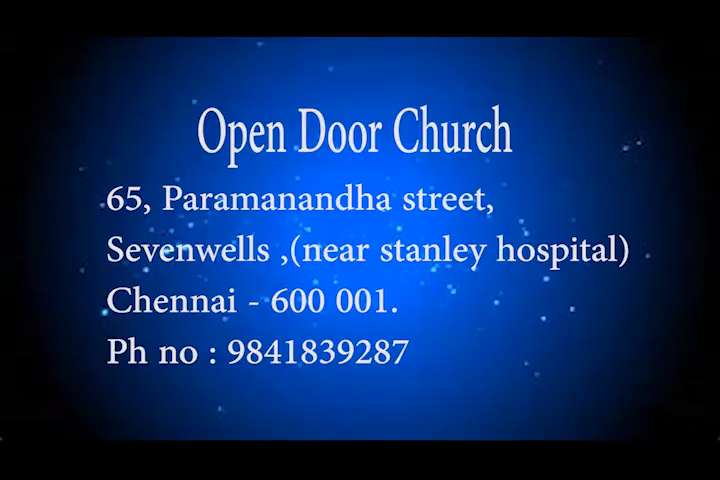 Open Door Church
65, Paramanandha street,
Sevenwells ,(near stanley hospital)
Chennai - 600 001.
Ph no : 9841839287